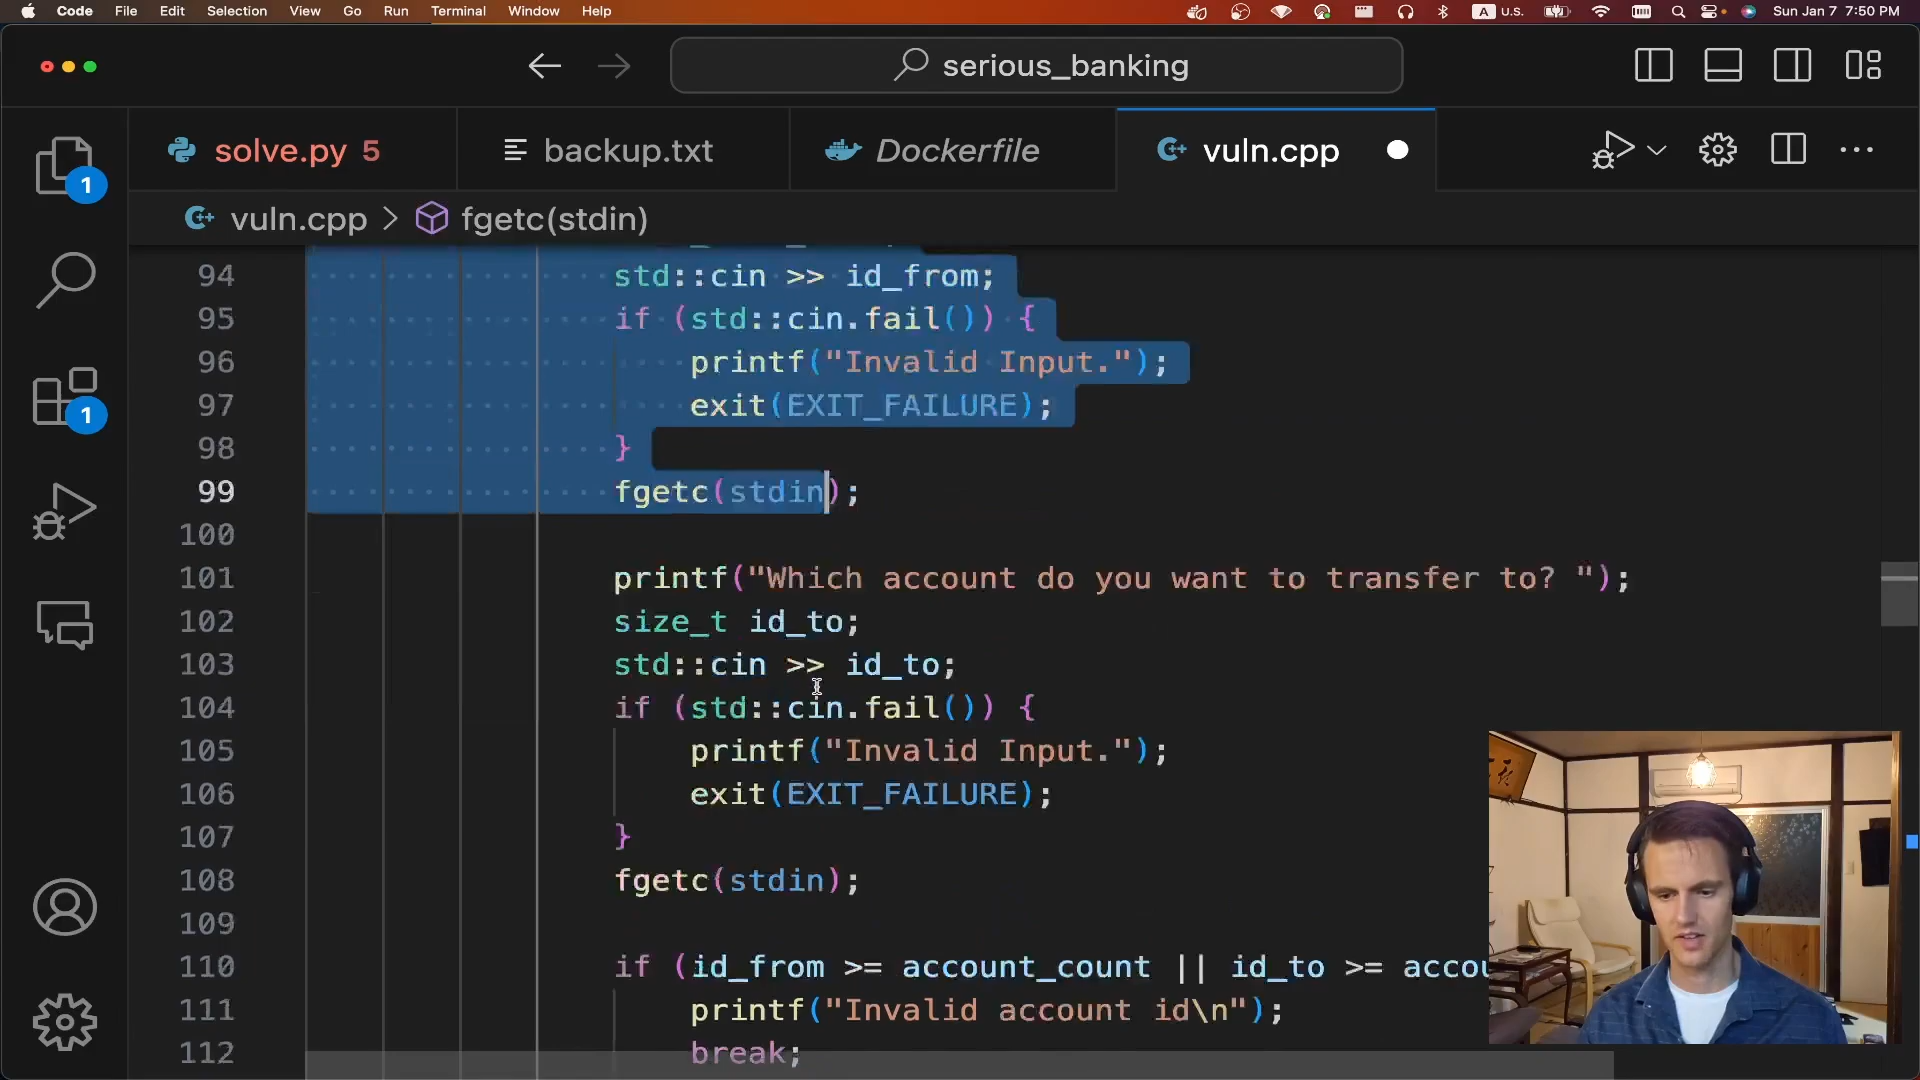 Code File Edit Selection View Go Run Terminal Window Help A U.S. Sun Jan 7 7:50 PM
serious_banking
solve.py 5 backup.txt Dockerfile vuln.cpp
vuln.cpp > fgetc(stdin)
1
1
94 std::cin >> id_from;
95 if (std::cin.fail()) {
96 printf("Invalid Input.");
97 exit(EXIT_FAILURE);
98 }
99 fgetc(stdin);
100
101 printf("Which account do you want to transfer to? ");
102 size_t id_to;
103 std::cin >> id_to;
104 if (std::cin.fail()) {
105 printf("Invalid Input.");
106 exit(EXIT_FAILURE);
107 }
108 fgetc(stdin);
109
110 if (id_from >= account_count || id_to >= accou
111 printf("Invalid account id\n");
112 break;